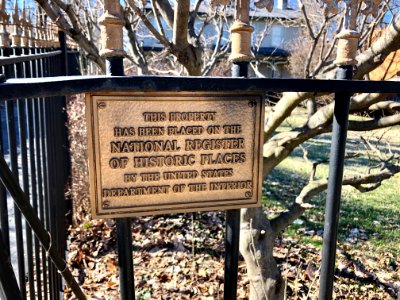 THIS PROPERTY
HAS BEEN PLACED ON THE
NATIONAL REGISTER
OF HISTORIC PLACES
BY THE UNITED STATES
DEPARTMENT OF THE INTERIOR